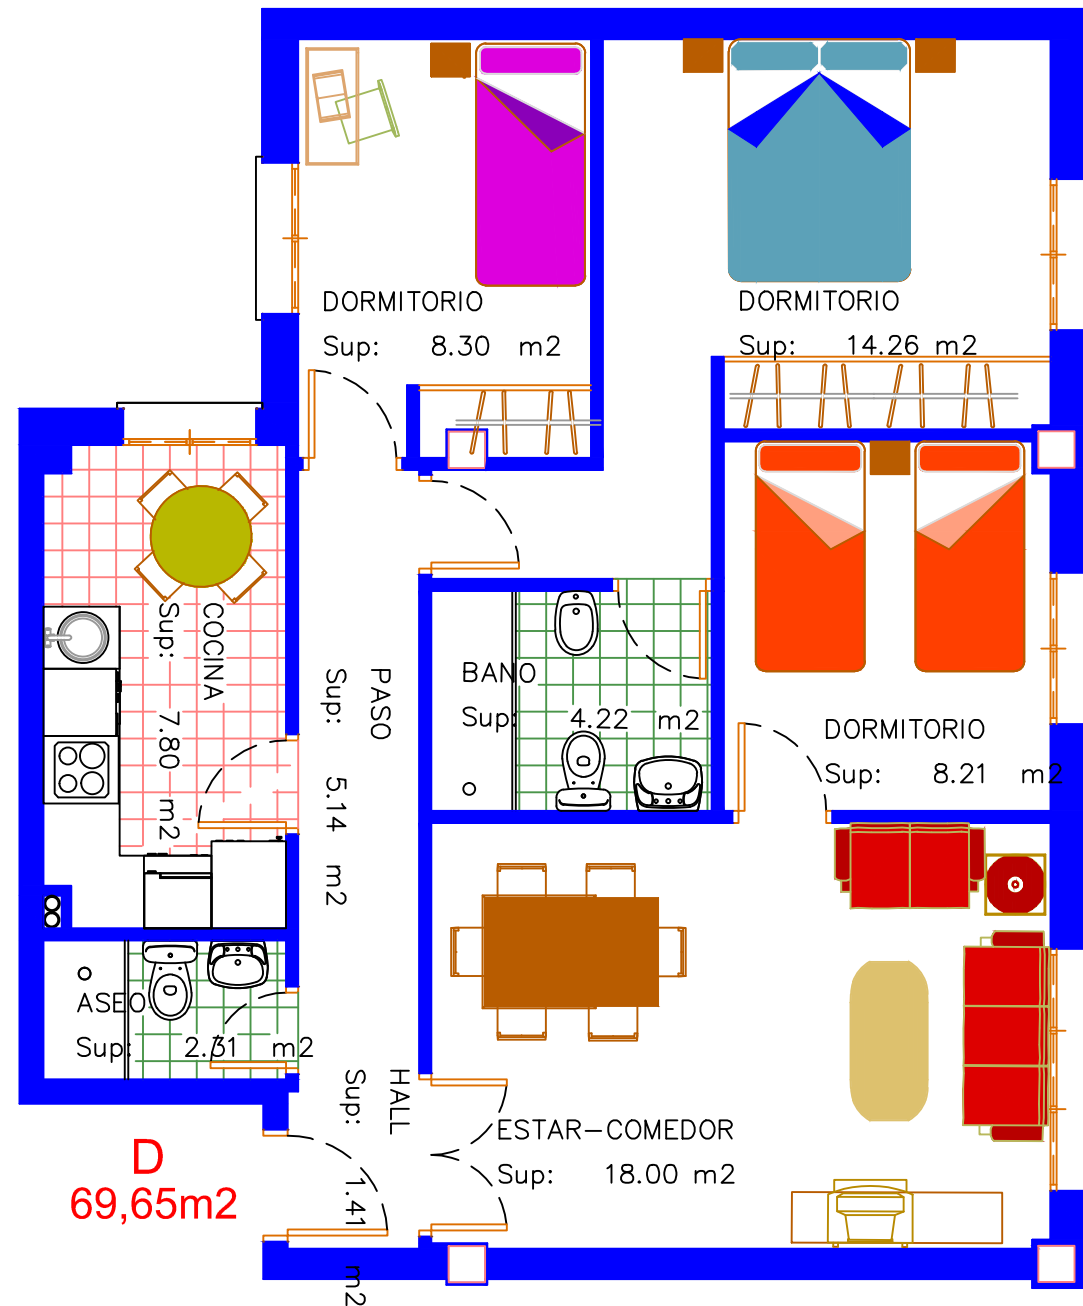 DORMITORIO
Sup: 8.30 m2
DORMITORIO
Sup: 14.26 m2
COCINA
Sup: 7.80 m2
PASO
Sup: 5.14 m2
BANO
Sup: 4.22 m2
DORMITORIO
Sup: 8.21 m2
ASEO
Sup: 2.31 m2
HALL
Sup: 1.41 m2
ESTAR-COMEDOR
Sup: 18.00 m2
D
69,65m2